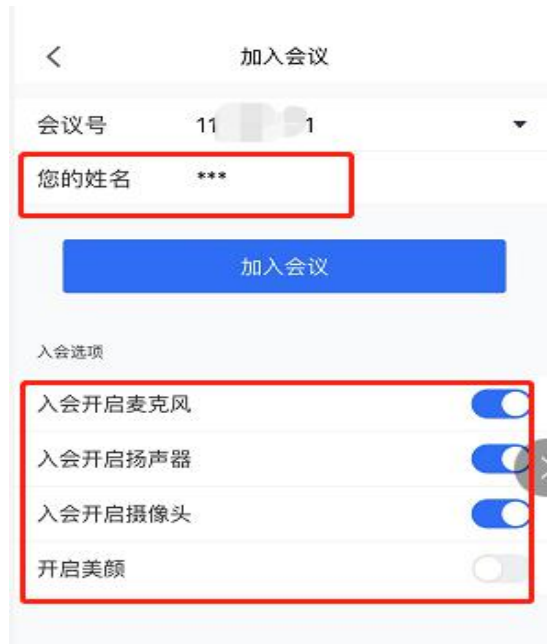 加入会议
会议号 11 1
您的姓名 ***
加入会议
入会选项
入会开启麦克风
入会开启扬声器
入会开启摄像头
开启美颜